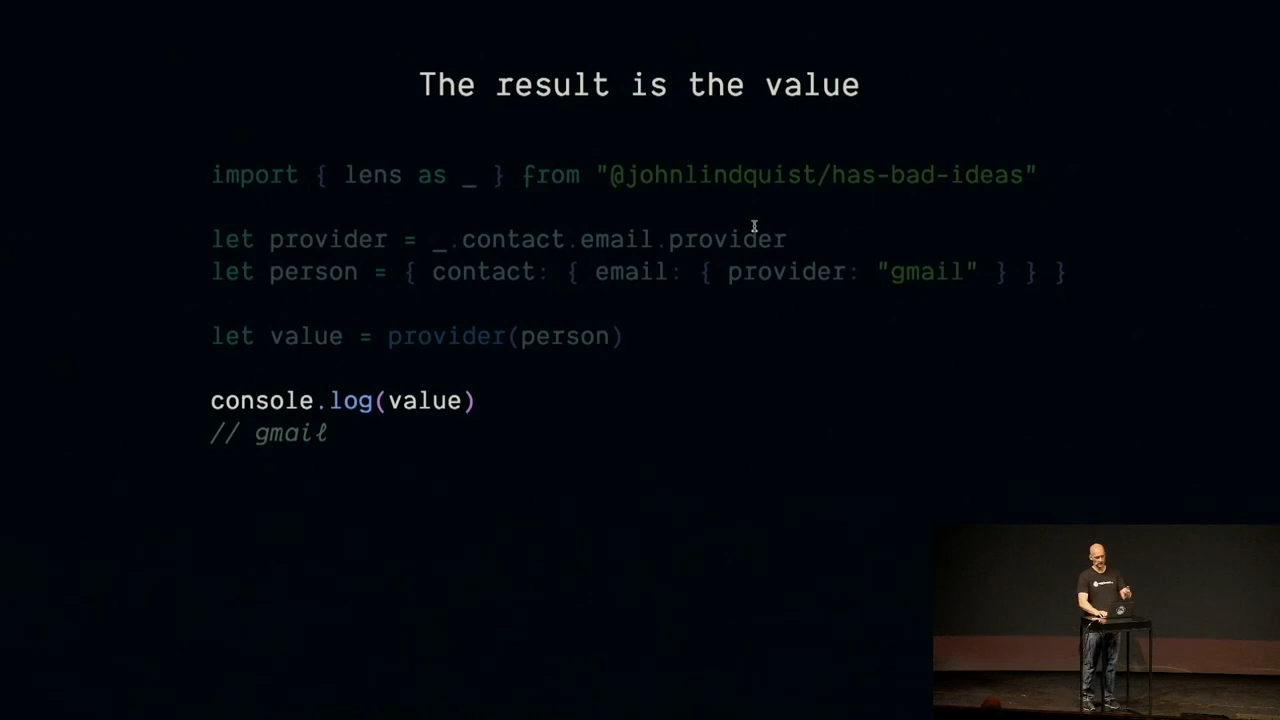 The result is the value
import { lens as _ } from "@johnlindquist/has-bad-ideas"
let provider = _.contact.email.provider
let person = { contact: { email: { provider: "gmail" } } }
let value = provider(person)
console.log(value)
// gmail